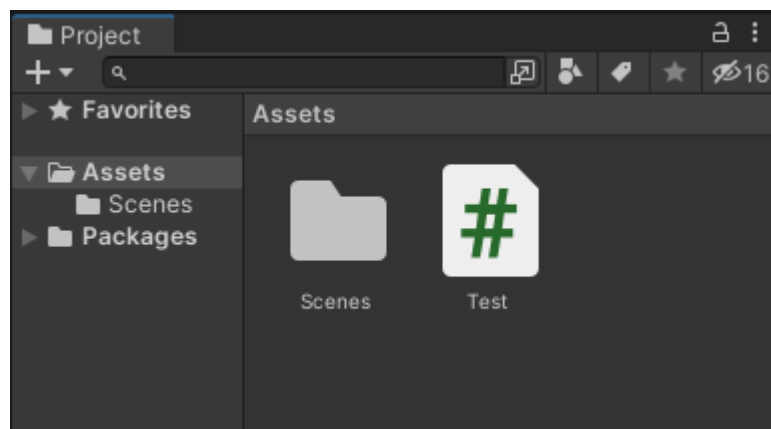 Project
16
Favorites
Assets
Scenes
Packages
Assets
#
Scenes
Test